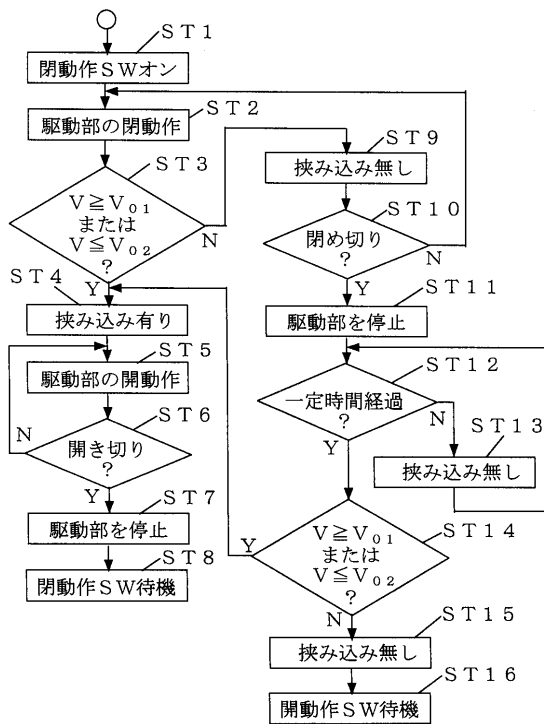 ST1
閉動作SWオン
ST2
駆動部の閉動作
ST3
V≧V₀₁
または
V≦V₀₂
?
N
Y
ST4
挟み込み有り
ST5
駆動部の開動作
ST6
開き切り
?
N
Y
ST7
駆動部を停止
ST8
閉動作SW待機
ST9
挟み込み無し
ST10
閉め切り
?
N
Y
ST11
駆動部を停止
ST12
一定時間経過
?
N
Y
ST13
挟み込み無し
ST14
V≧V₀₁
または
V≦V₀₂
?
Y
N
ST15
挟み込み無し
ST16
開動作SW待機